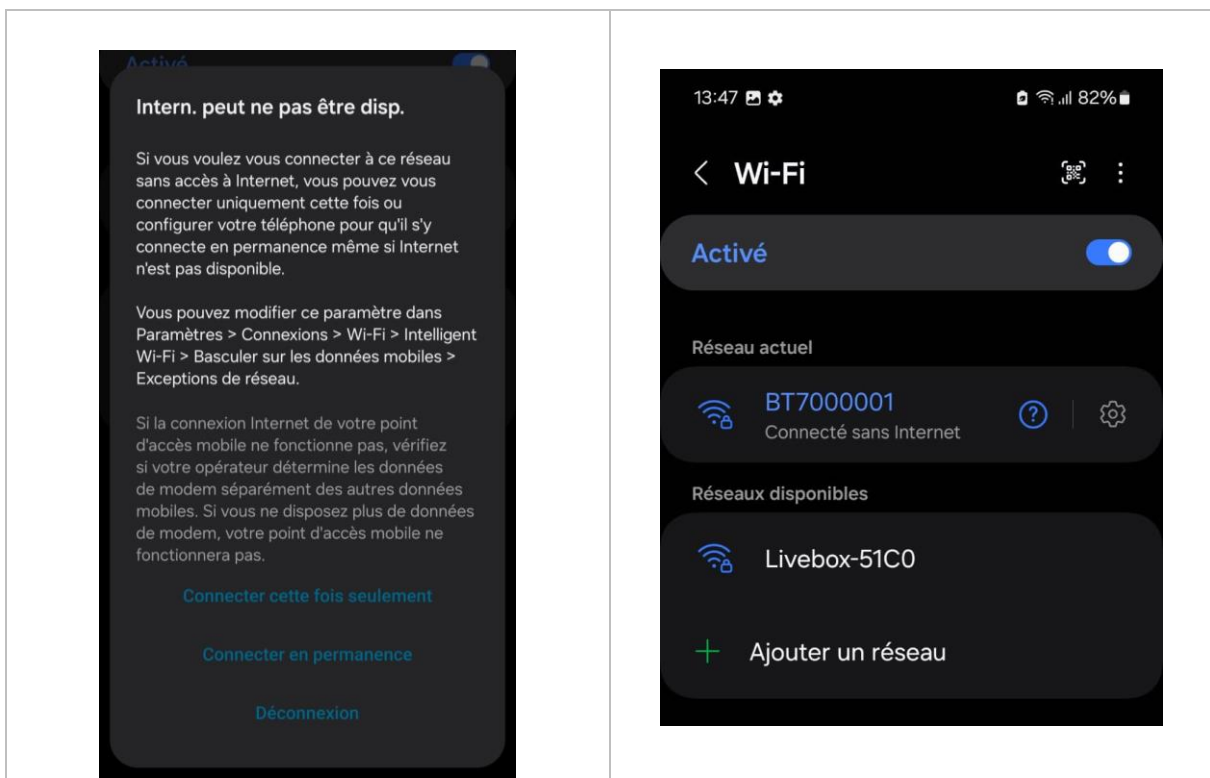 Activé
Intern. peut ne pas être disp.
Si vous voulez vous connecter à ce réseau
sans accès à Internet, vous pouvez vous
connecter uniquement cette fois ou
configurer votre téléphone pour qu'il s'y
connecte en permanence même si Internet
n'est pas disponible.
Vous pouvez modifier ce paramètre dans
Paramètres > Connexions > Wi-Fi > Intelligent
Wi-Fi > Basculer sur les données mobiles >
Exceptions de réseau.
Si la connexion Internet de votre point
d'accès mobile ne fonctionne pas, vérifiez
si votre opérateur détermine les données
de modem séparément des autres données
mobiles. Si vous ne disposez plus de données
de modem, votre point d'accès mobile ne
fonctionnera pas.
Connecter cette fois seulement
Connecter en permanence
Déconnexion
13:47 82%
Wi-Fi
Activé
Réseau actuel
BT7000001
Connecté sans Internet
Réseaux disponibles
Livebox-51C0
Ajouter un réseau